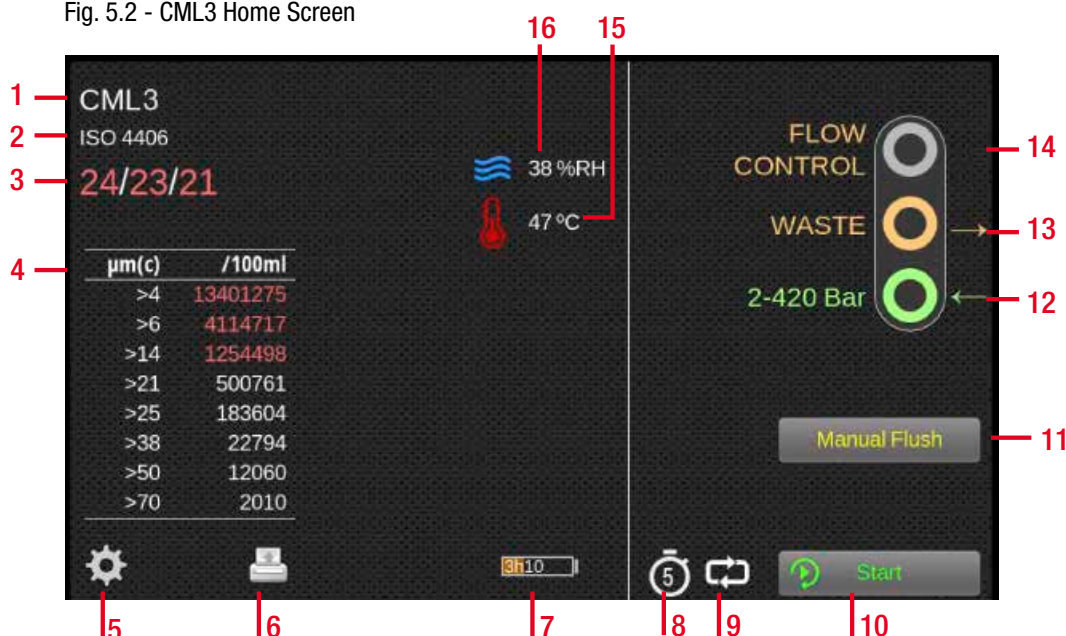 Fig. 5.2 - CML3 Home Screen
16
15
1
CML3
2
ISO 4406
3
24/23/21
38 %RH
47 ºC
FLOW CONTROL
14
WASTE
13
2-420 Bar
12
4
µm(c) /100ml
>4 13401275
>6 4114717
>14 1254498
>21 500761
>25 183604
>38 22794
>50 12060
>70 2010
Manual Flush
11
3h10
5
Start
5
6
7
8
9
10